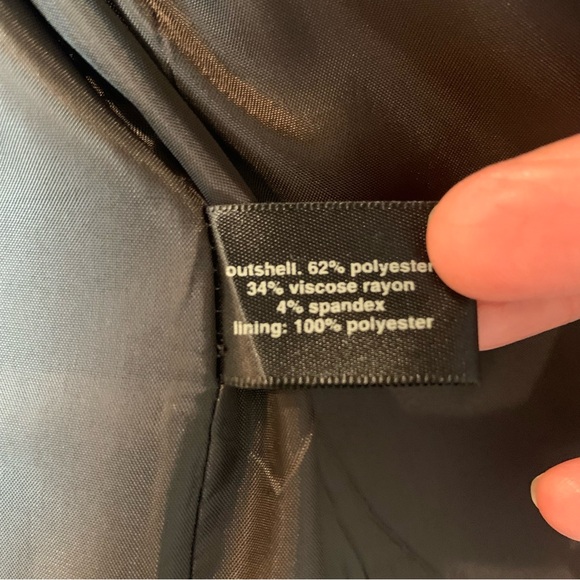 outshell. 62% polyester
34% viscose rayon
4% spandex
lining: 100% polyester